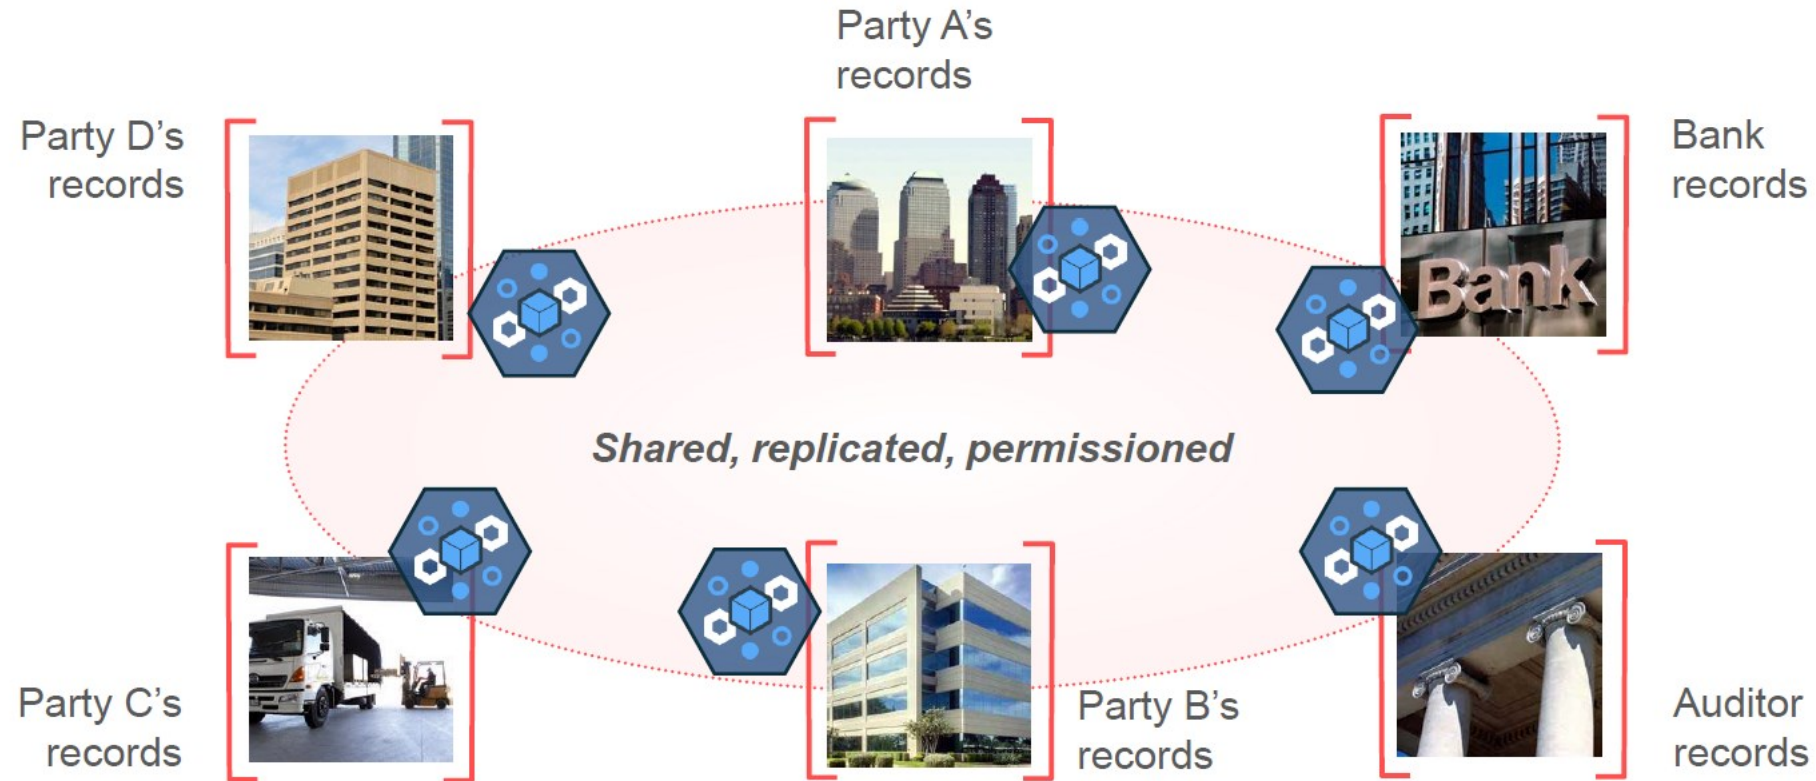 Party A’s
records
Party D’s
records
Bank
records
Bank
Shared, replicated, permissioned
Party C’s
records
Party B’s
records
Auditor
records